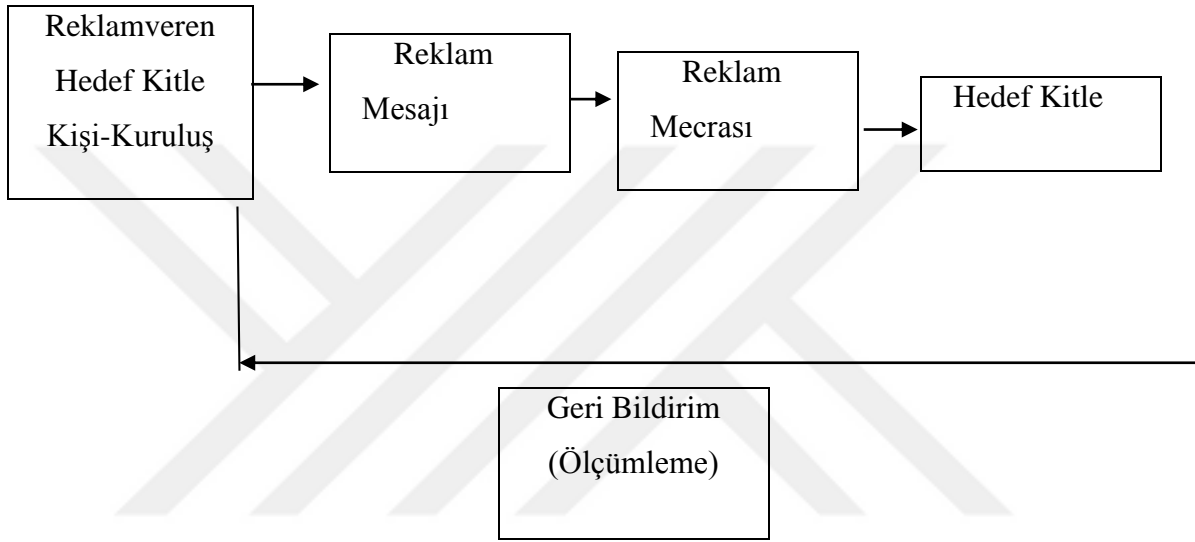 Reklamveren
Hedef Kitle
Kişi-Kuruluş
Reklam
Mesajı
Reklam
Mecrası
Hedef Kitle
Geri Bildirim
(Ölçümleme)